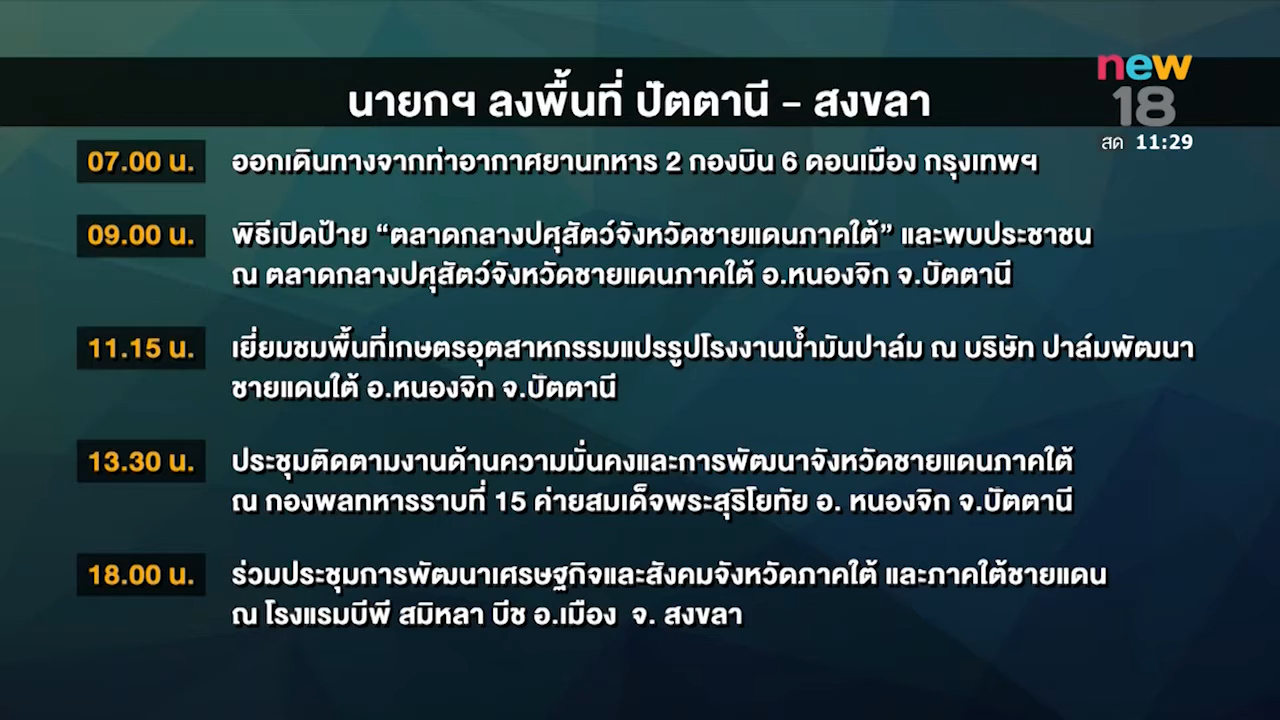 new
18
สด 11:29
นายกฯ ลงพื้นที่ ปัตตานี - สงขลา
07.00 น. ออกเดินทางจากท่าอากาศยานทหาร 2 กองบิน 6 ดอนเมือง กรุงเทพฯ
09.00 น. พิธีเปิดป้าย “ตลาดกลางปศุสัตว์จังหวัดชายแดนภาคใต้” และพบประชาชน
ณ ตลาดกลางปศุสัตว์จังหวัดชายแดนภาคใต้ อ.หนองจิก จ.ปัตตานี
11.15 น. เยี่ยมชมพื้นที่เกษตรอุตสาหกรรมแปรรูปโรงงานน้ำมันปาล์ม ณ บริษัท ปาล์มพัฒนา
ชายแดนใต้ อ.หนองจิก จ.ปัตตานี
13.30 น. ประชุมติดตามงานด้านความมั่นคงและการพัฒนาจังหวัดชายแดนภาคใต้
ณ กองพลทหารราบที่ 15 ค่ายสมเด็จพระสุริโยทัย อ. หนองจิก จ.ปัตตานี
18.00 น. ร่วมประชุมการพัฒนาเศรษฐกิจและสังคมจังหวัดภาคใต้ และภาคใต้ชายแดน
ณ โรงแรมบีพี สมิหลา บีช อ.เมือง จ. สงขลา